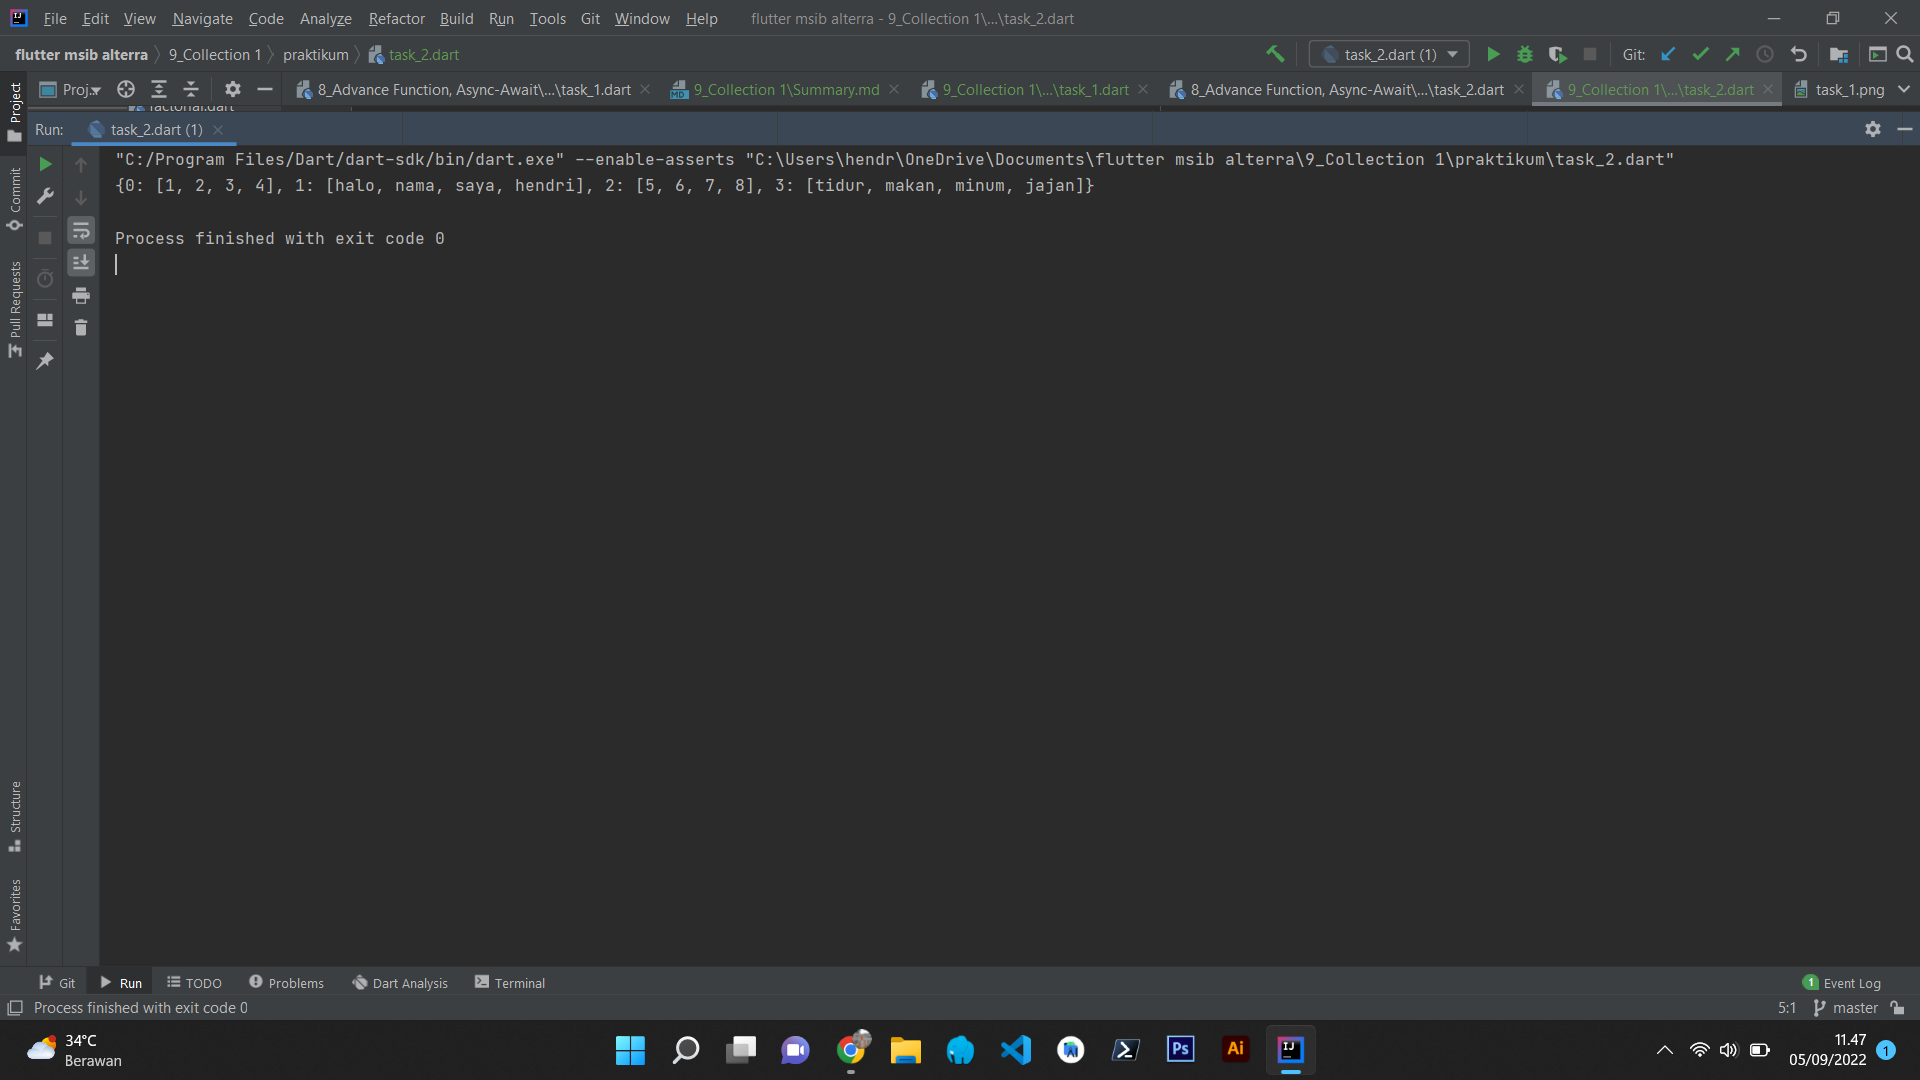 File Edit View Navigate Code Analyze Refactor Build Run Tools Git Window Help flutter msib alterra - 9_Collection 1\...\task_2.dart
flutter msib alterra 9_Collection 1 praktikum task_2.dart task_2.dart (1) Git:
Proj... 8_Advance Function, Async-Await\...\task_1.dart 9_Collection 1\Summary.md 9_Collection 1\...\task_1.dart 8_Advance Function, Async-Await\...\task_2.dart 9_Collection 1\...\task_2.dart task_1.png
factorial.dart
Run: task_2.dart (1)
"C:/Program Files/Dart/dart-sdk/bin/dart.exe" --enable-asserts "C:\Users\hendr\OneDrive\Documents\flutter msib alterra\9_Collection 1\praktikum\task_2.dart"
{0: [1, 2, 3, 4], 1: [halo, nama, saya, hendri], 2: [5, 6, 7, 8], 3: [tidur, makan, minum, jajan]}
Process finished with exit code 0
Project
Commit
Pull Requests
Structure
Favorites
Git Run TODO Problems Dart Analysis Terminal 1 Event Log
Process finished with exit code 0 5:1 master
34°C
Berawan
Ps
Ai
IJ
11.47
05/09/2022
1